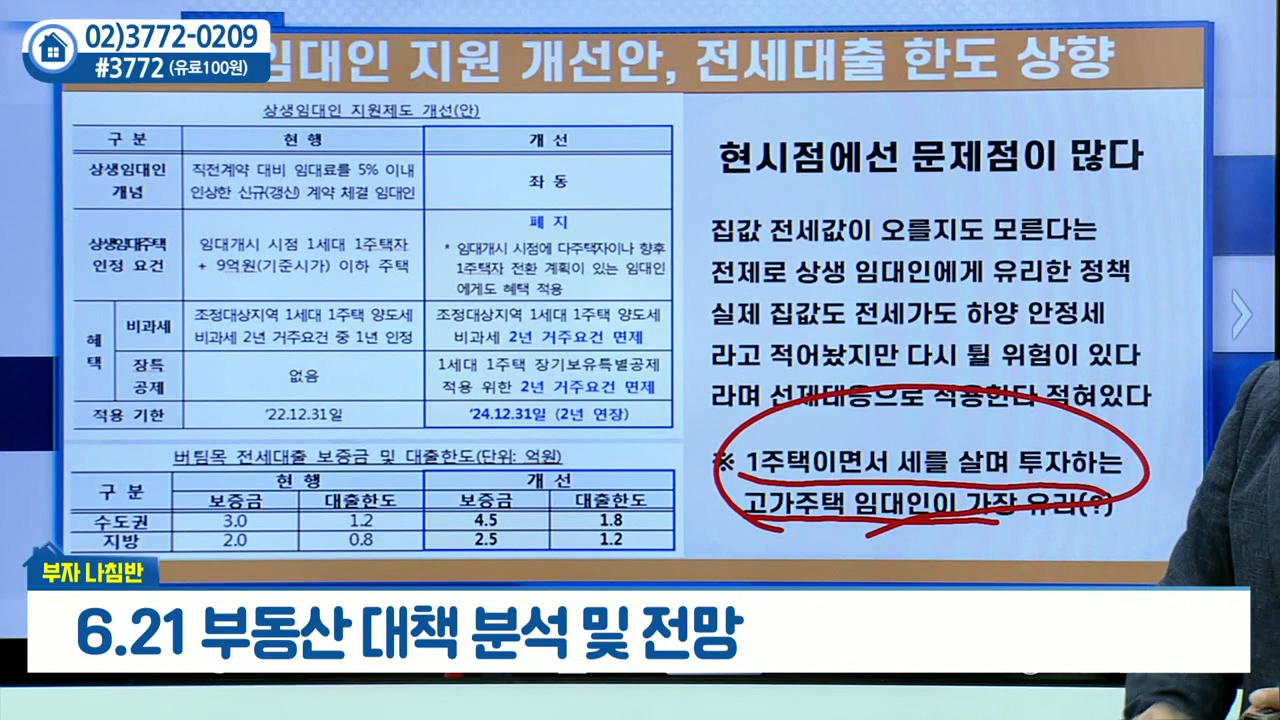 02)3772-0209
#3772 (유료100원)
임대인 지원 개선안, 전세대출 한도 상향
상생임대인 지원제도 개선(안)
구 분 현 행 개 선
상생임대인 개념 직전계약 대비 임대료를 5% 이내 인상한 신규(갱신) 계약 체결 임대인 좌 동
상생임대주택 인정 요건 임대개시 시점 1세대 1주택자 + 9억원(기준시가) 이하 주택 폐 지
* 임대개시 시점에 다주택자이나 향후 1주택자 전환 계획이 있는 임대인에게도 혜택 적용
혜택 비과세 조정대상지역 1세대 1주택 양도세 비과세 2년 거주요건 중 1년 인정 조정대상지역 1세대 1주택 양도세 비과세 2년 거주요건 면제
장특 공제 없음 1세대 1주택 장기보유특별공제 적용 위한 2년 거주요건 면제
적용 기한 '22.12.31일 '24.12.31일 (2년 연장)
버팀목 전세대출 보증금 및 대출한도(단위: 억원)
구 분 현 행 개 선
보증금 대출한도 보증금 대출한도
수도권 3.0 1.2 4.5 1.8
지방 2.0 0.8 2.5 1.2
현시점에선 문제점이 많다
집값 전세값이 오를지도 모른다는
전제로 상생 임대인에게 유리한 정책
실제 집값도 전세가도 하양 안정세
라고 적어놨지만 다시 튈 위험이 있다
라며 선제대응으로 적용한다 적혀있다
※ 1주택이면서 세를 살며 투자하는
고가주택 임대인이 가장 유리(?)
부자 나침반
6.21 부동산 대책 분석 및 전망